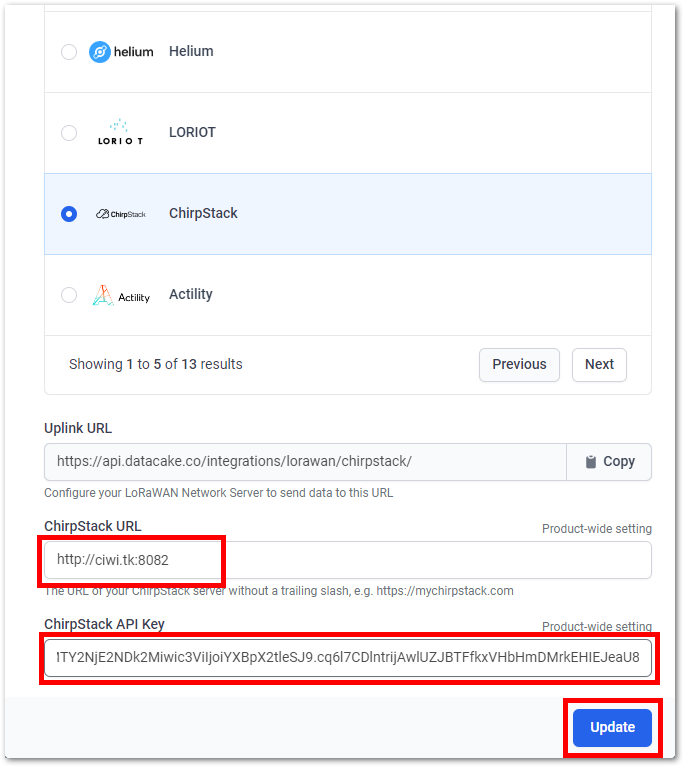 helium Helium
LORIOT LORIOT
ChirpStack ChirpStack
Actility Actility
Showing 1 to 5 of 13 results Previous Next
Uplink URL
https://api.datacake.co/integrations/lorawan/chirpstack/ Copy
Configure your LoRaWAN Network Server to send data to this URL
ChirpStack URL Product-wide setting
http://ciwi.tk:8082
The URL of your ChirpStack server without a trailing slash, e.g. https://mychirpstack.com
ChirpStack API Key Product-wide setting
Update